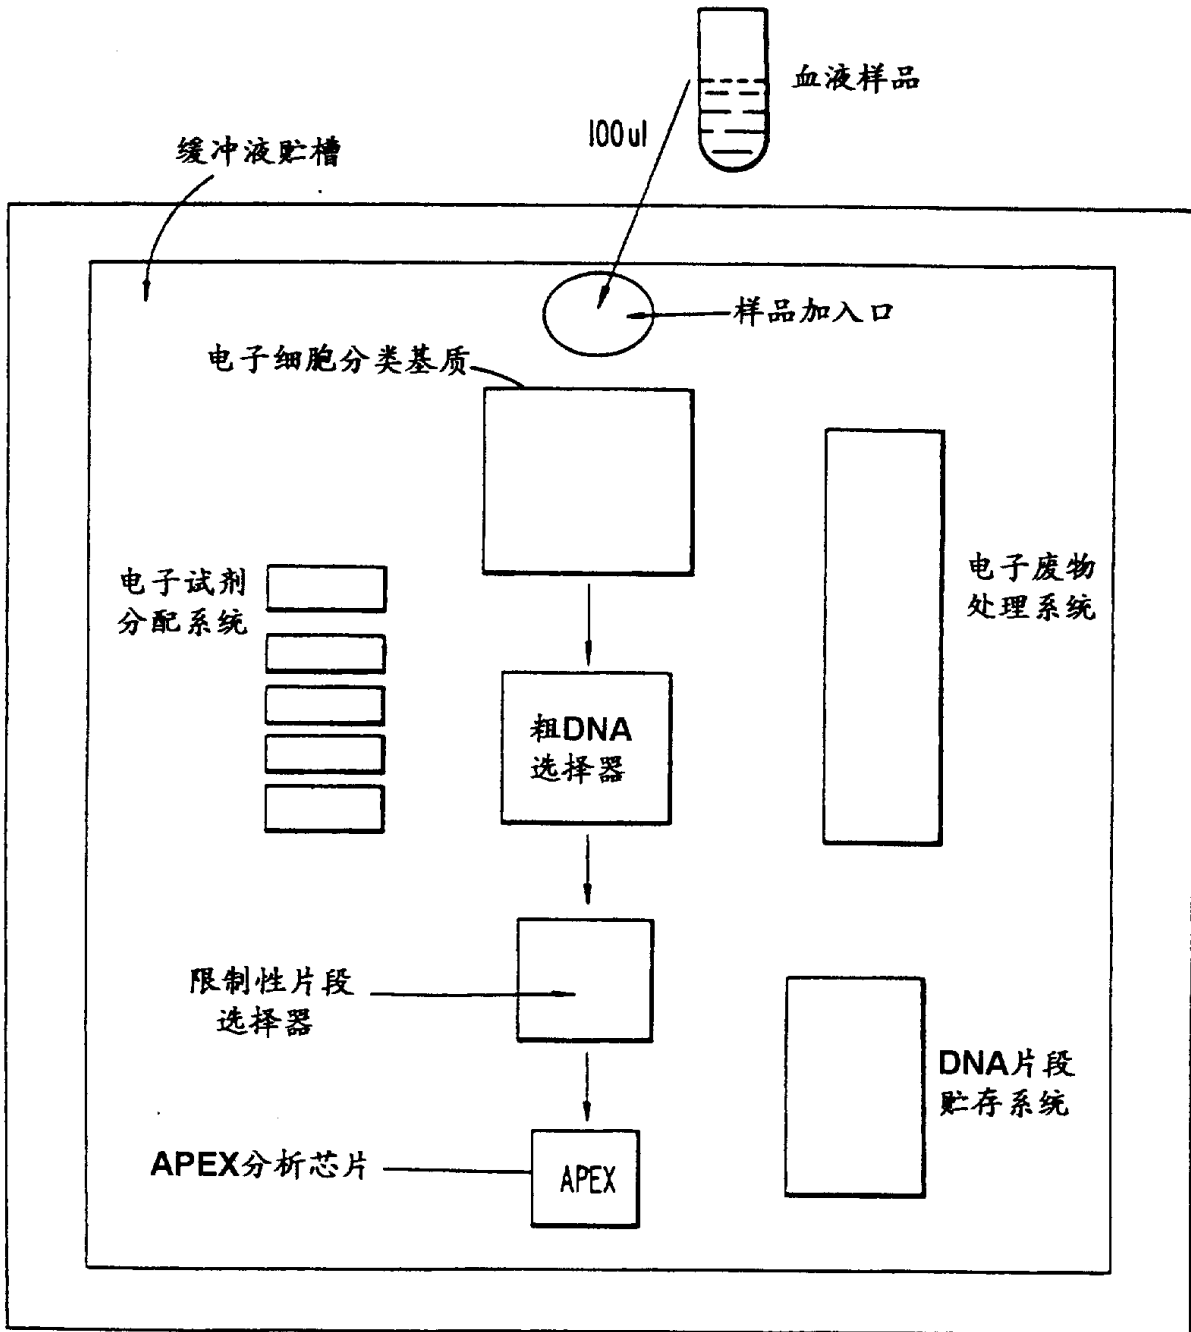 血液样品
100ul
缓冲液贮槽
样品加入口
电子细胞分类基质
电子试剂
分配系统
电子废物
处理系统
粗DNA
选择器
限制性片段
选择器
DNA片段
贮存系统
APEX分析芯片
APEX